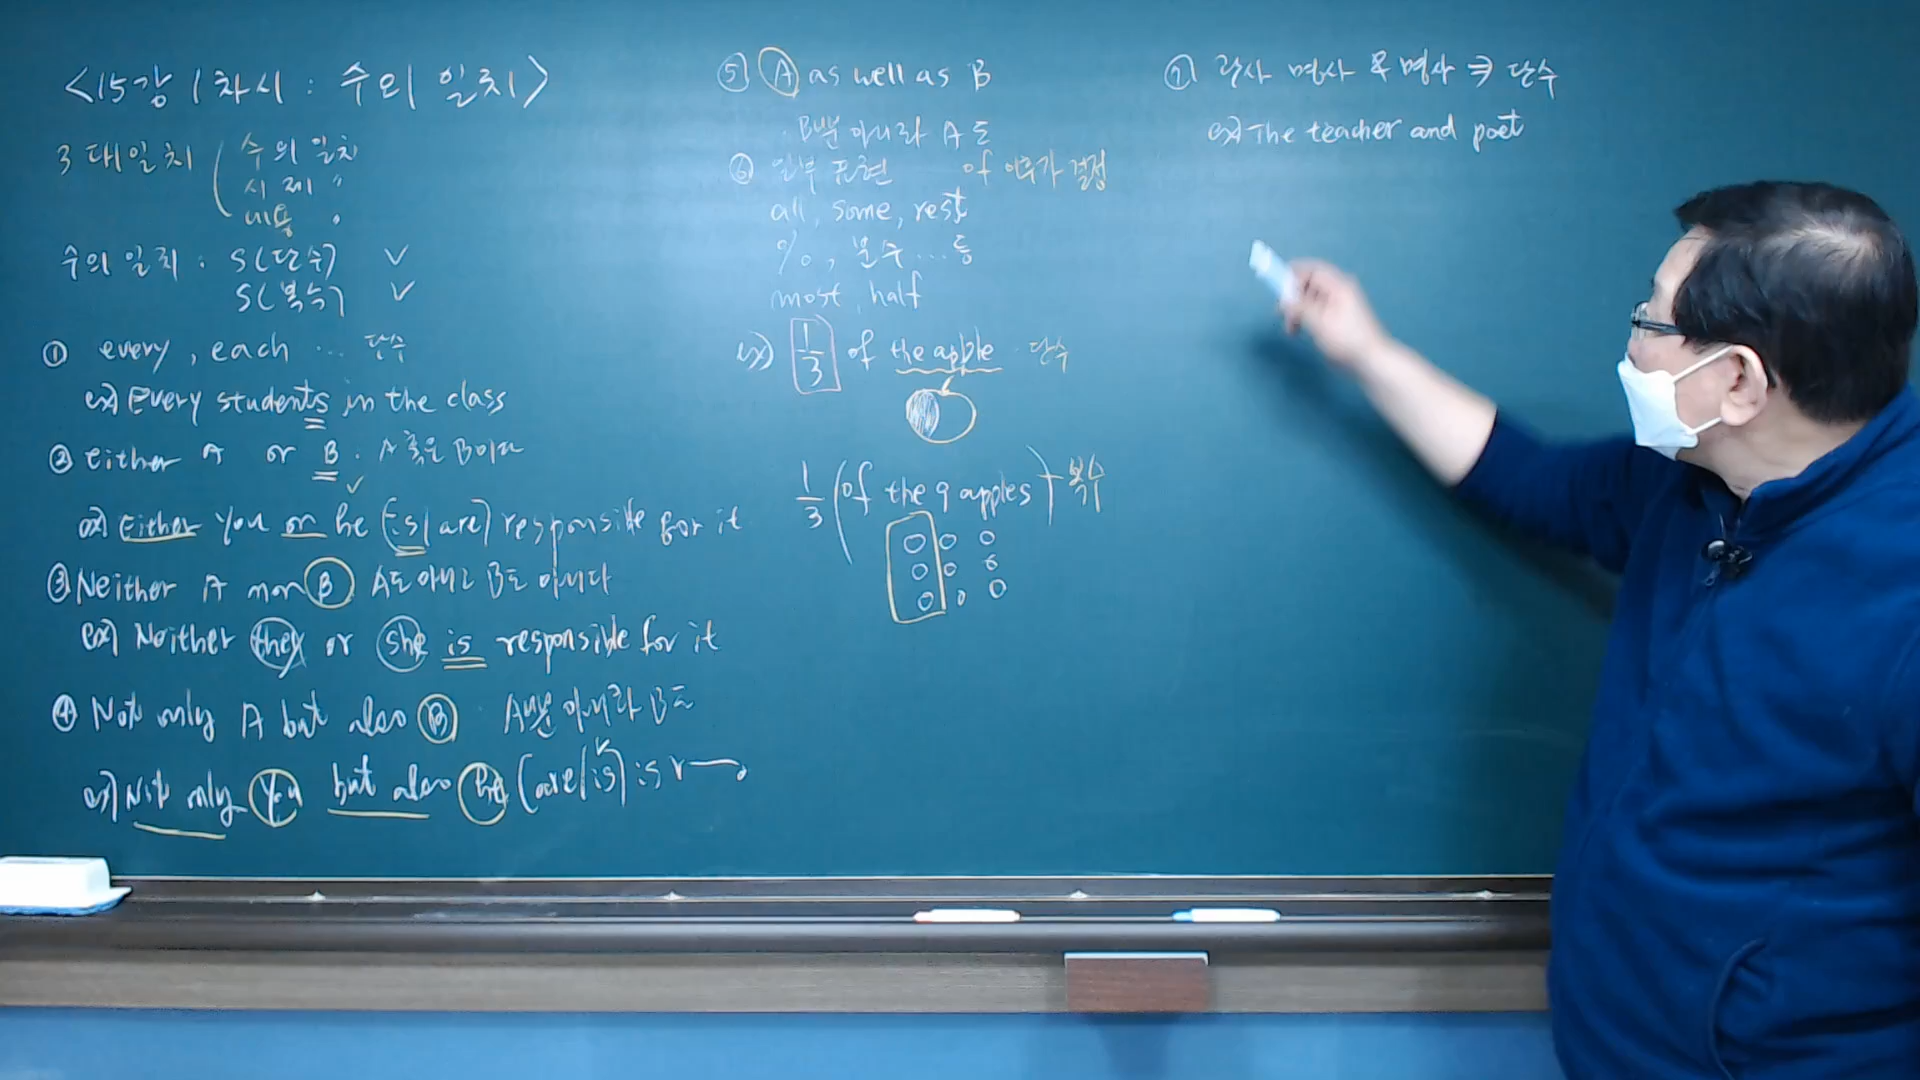 <15강 1차시 : 수의 일치>
3대일치 수의 일치
시제 〃
내용 〃
수의 일치 : S(단수) ✓
S(복수) ✓
① every, each … 단수
ex) Every students in the class
② either A or B. A 혹은 B이다
ex) Either you or he (is/are) responsible for it
③ Neither A nor B A도 아니고 B도 아니다
ex) Neither they or she is responsible for it
④ Not only A but also B A뿐 아니라 B도
ex) Not only you but also he (are/is) is r
⑤ A as well as B
B뿐 아니라 A도
⑥ 일부 표현 of 이후가 결정
all, some, rest
%, 분수 … 등
most, half
ex) 1/3 of the apple 단수
1/3 (of the 9 apples) 복수
⑦ 관사 명사 & 명사 ⇒ 단수
ex) The teacher and poet